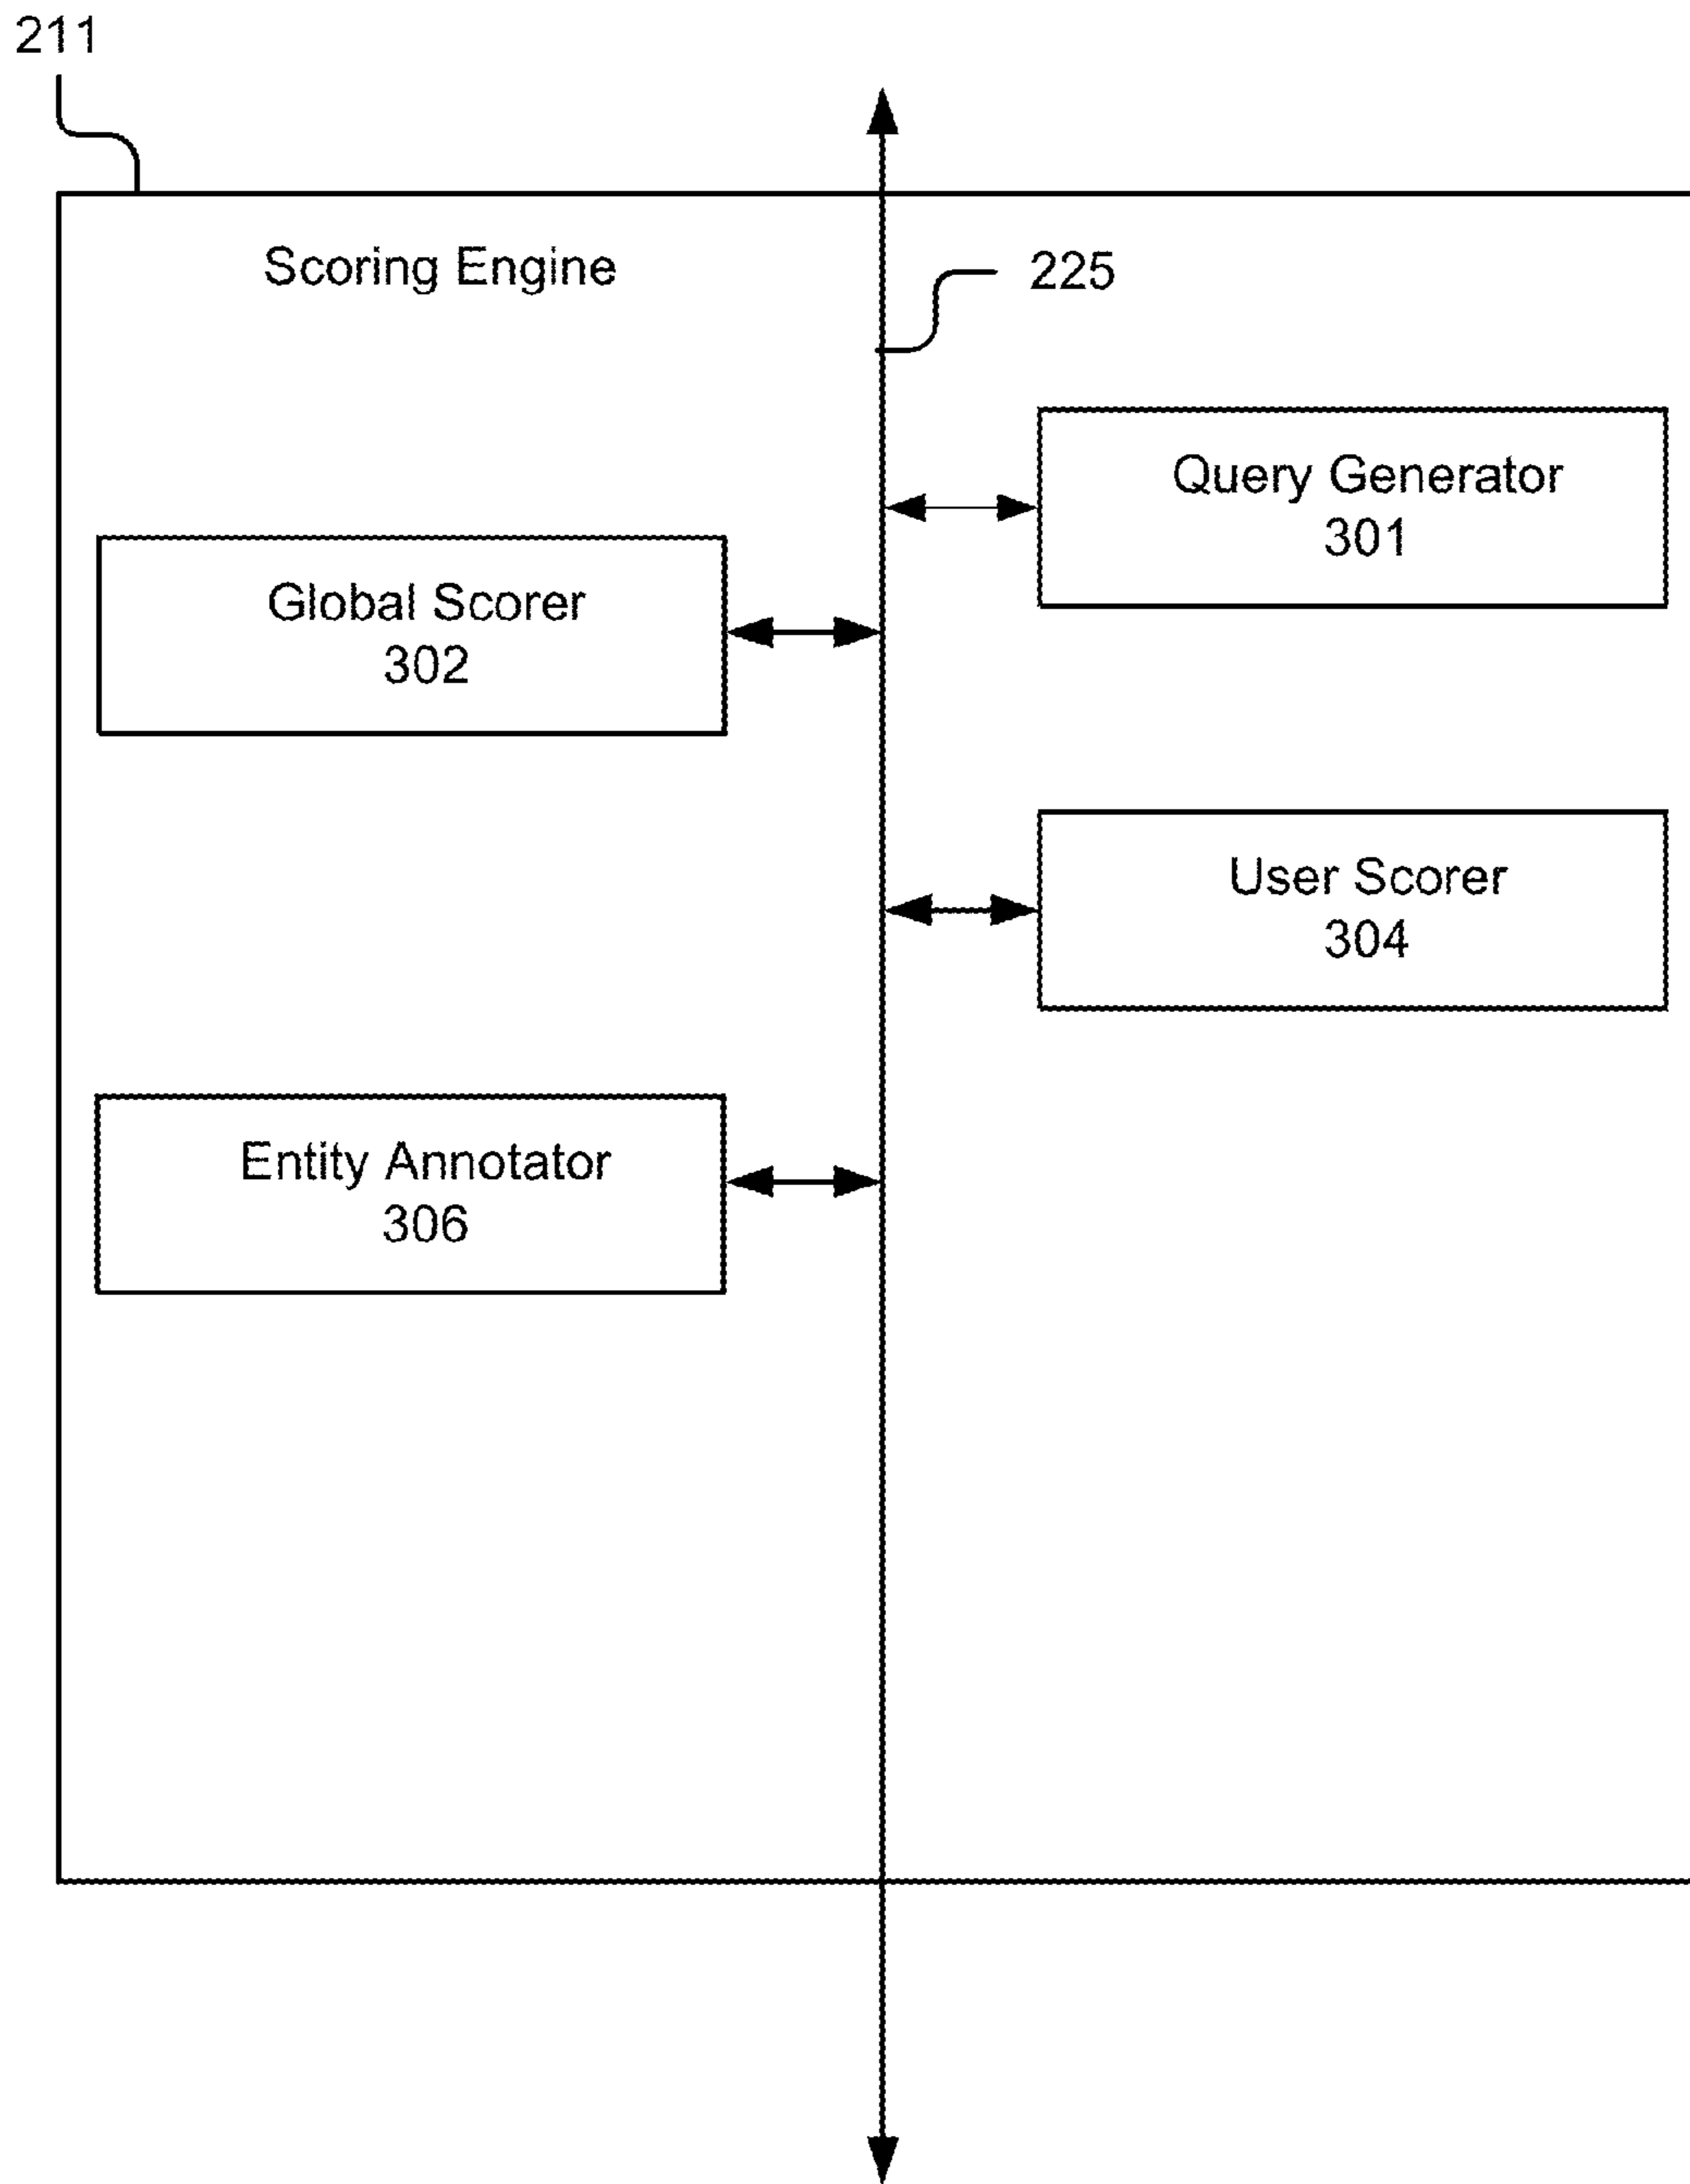 211
Scoring Engine
225
Query Generator
301
Global Scorer
302
User Scorer
304
Entity Annotator
306